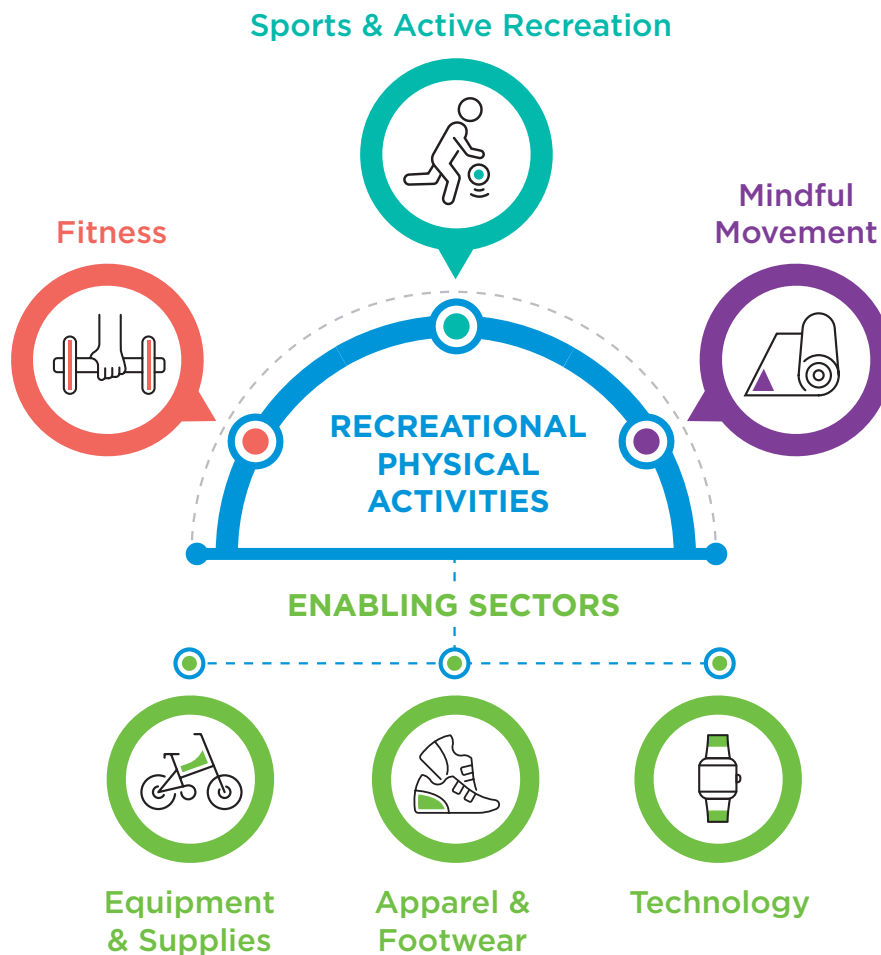 Sports & Active Recreation
Fitness
Mindful
Movement
RECREATIONAL
PHYSICAL
ACTIVITIES
ENABLING SECTORS
Equipment
& Supplies
Apparel &
Footwear
Technology